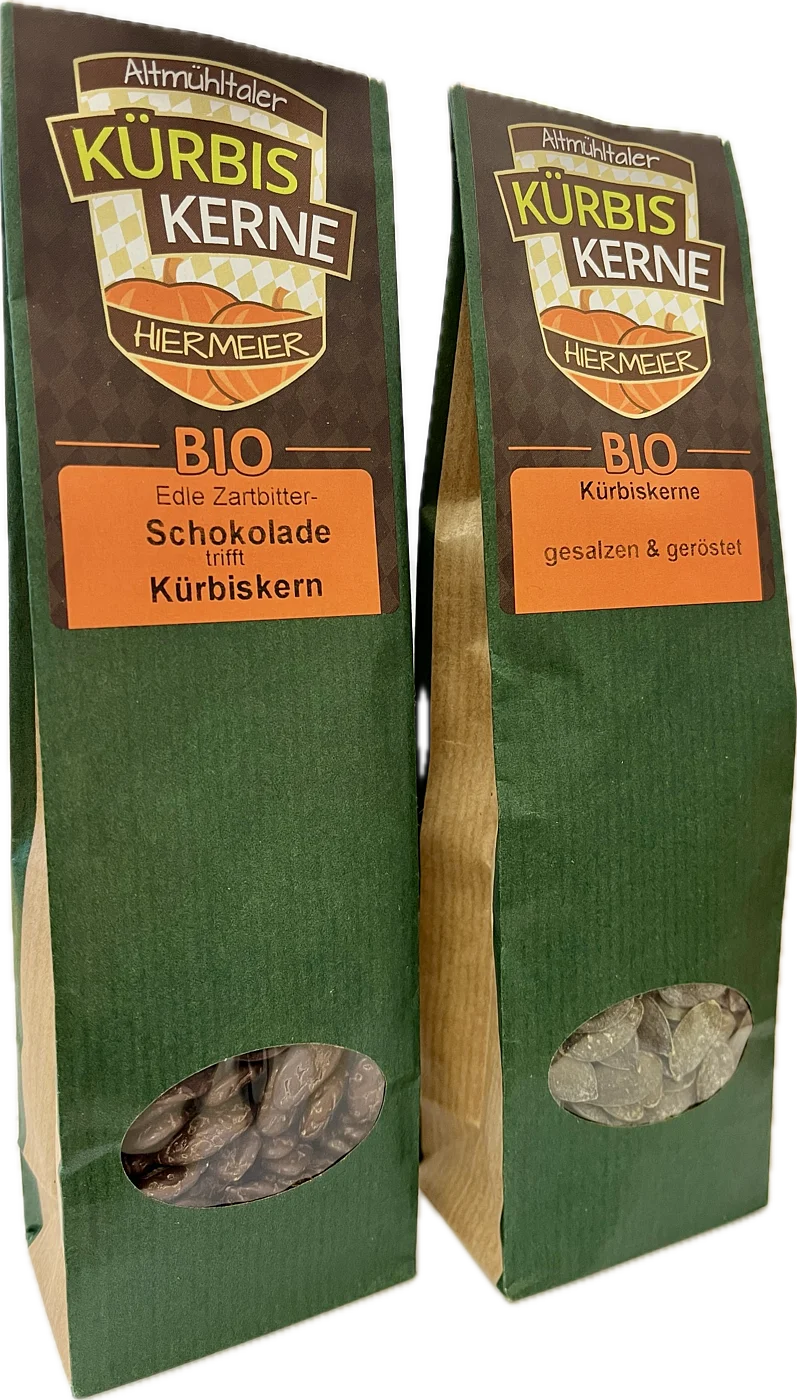 Altmühltaler
KÜRBIS
KERNE
HIERMEIER
BIO
Edle Zartbitter-
Schokolade
trifft
Kürbiskern
Altmühltaler
KÜRBIS
KERNE
HIERMEIER
BIO
Kürbiskerne
gesalzen & geröstet